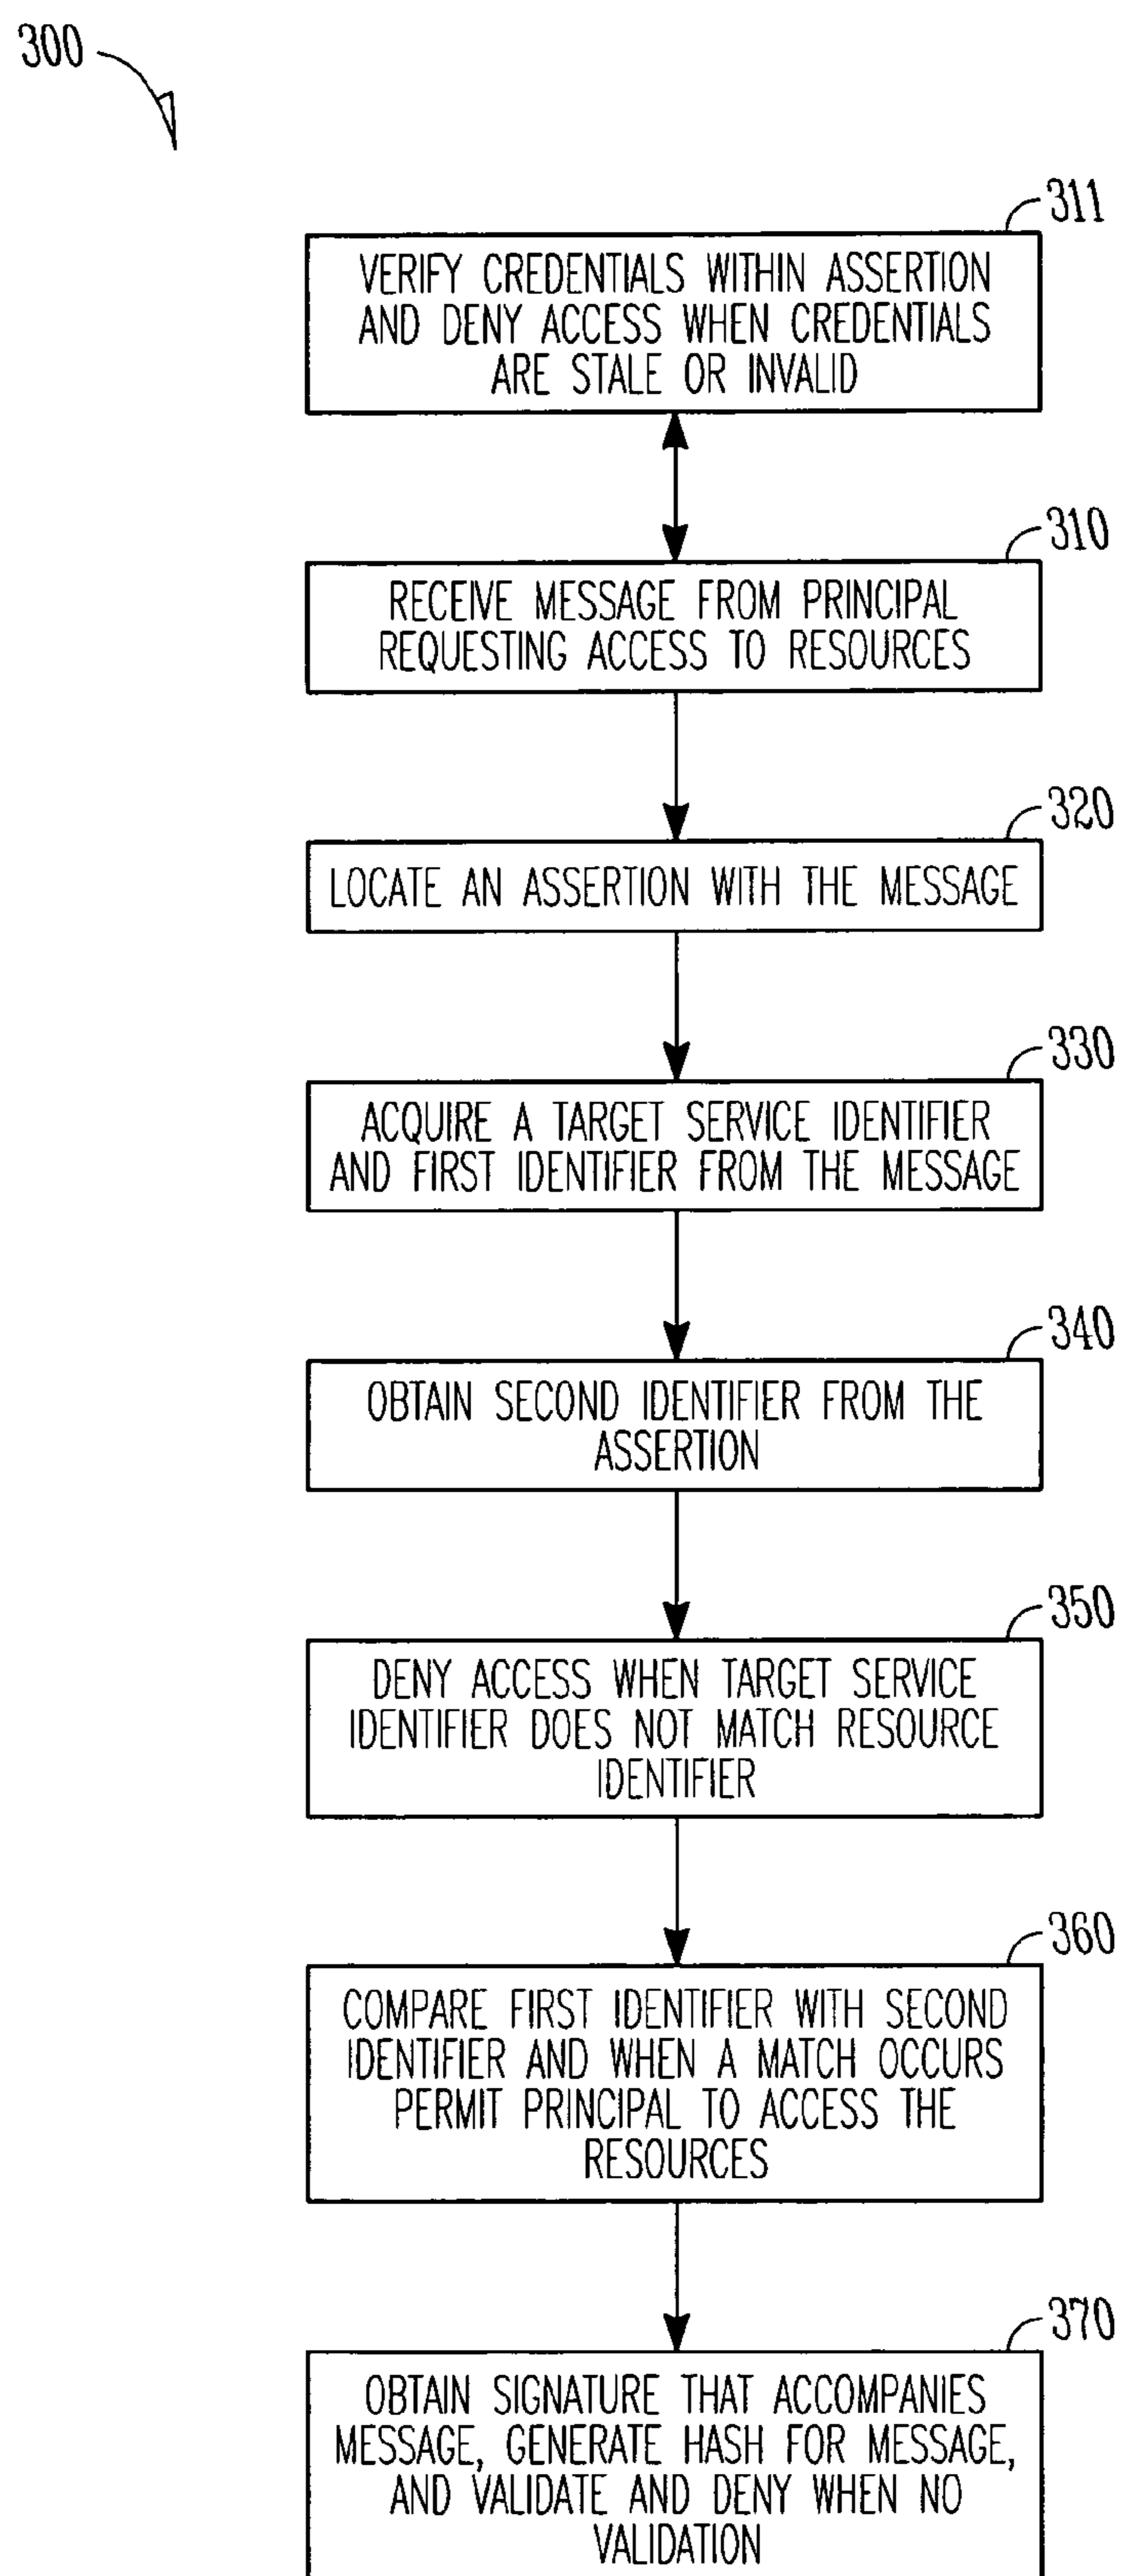 300
311
VERIFY CREDENTIALS WITHIN ASSERTION
AND DENY ACCESS WHEN CREDENTIALS
ARE STALE OR INVALID
310
RECEIVE MESSAGE FROM PRINCIPAL
REQUESTING ACCESS TO RESOURCES
320
LOCATE AN ASSERTION WITH THE MESSAGE
330
ACQUIRE A TARGET SERVICE IDENTIFIER
AND FIRST IDENTIFIER FROM THE MESSAGE
340
OBTAIN SECOND IDENTIFIER FROM THE
ASSERTION
350
DENY ACCESS WHEN TARGET SERVICE
IDENTIFIER DOES NOT MATCH RESOURCE
IDENTIFIER
360
COMPARE FIRST IDENTIFIER WITH SECOND
IDENTIFIER AND WHEN A MATCH OCCURS
PERMIT PRINCIPAL TO ACCESS THE
RESOURCES
370
OBTAIN SIGNATURE THAT ACCOMPANIES
MESSAGE, GENERATE HASH FOR MESSAGE,
AND VALIDATE AND DENY WHEN NO
VALIDATION